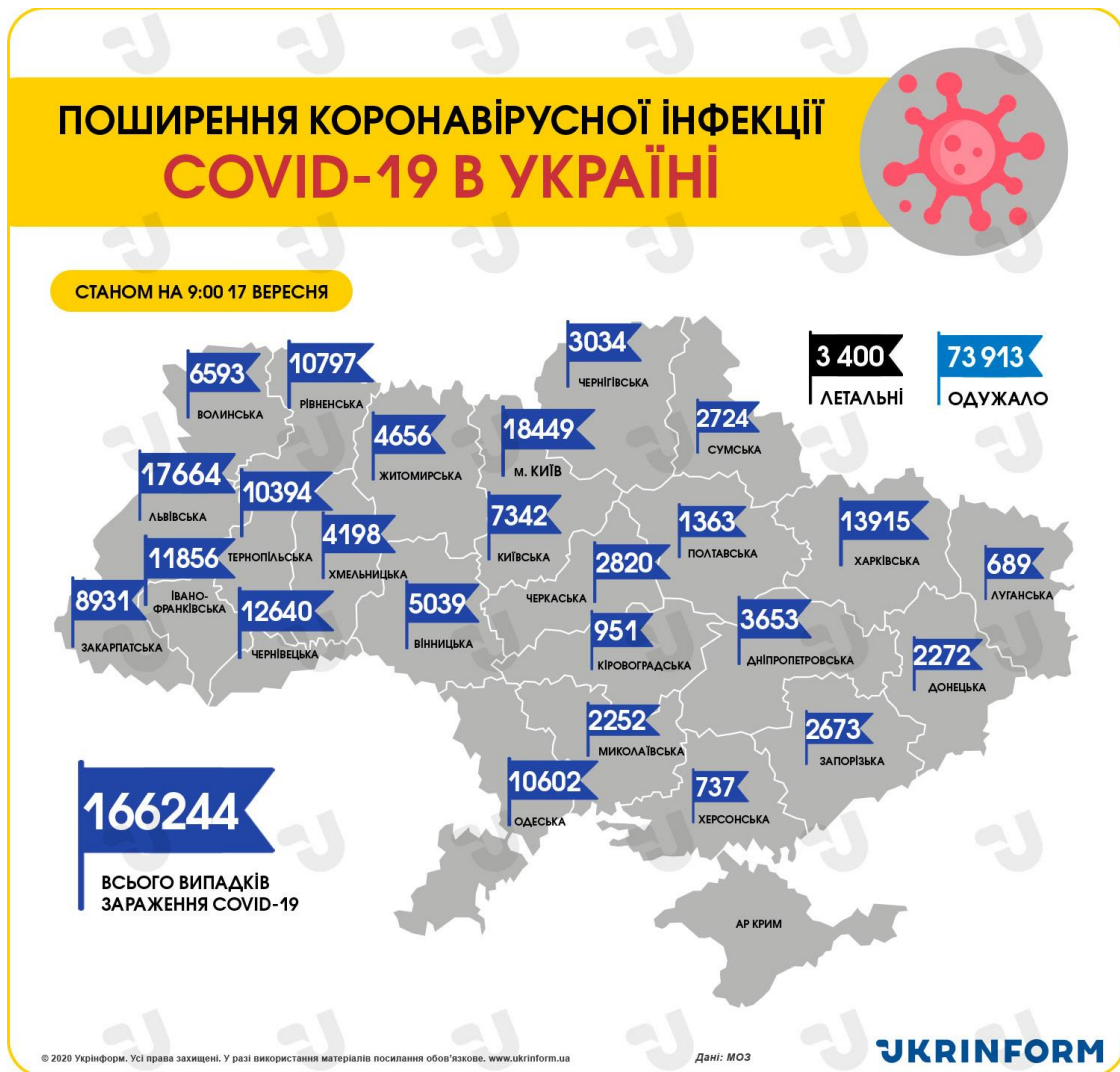 ПОШИРЕННЯ КОРОНАВІРУСНОЇ ІНФЕКЦІЇ
COVID-19 В УКРАЇНІ
СТАНОМ НА 9:00 17 ВЕРЕСНЯ
3 400
ЛЕТАЛЬНІ
73 913
ОДУЖАЛО
6593
ВОЛИНСЬКА
10797
РІВНЕНСЬКА
3034
ЧЕРНІГІВСЬКА
4656
ЖИТОМИРСЬКА
18449
м. КИЇВ
2724
СУМСЬКА
17664
ЛЬВІВСЬКА
10394
ТЕРНОПІЛЬСЬКА
4198
ХМЕЛЬНИЦЬКА
7342
КИЇВСЬКА
1363
ПОЛТАВСЬКА
13915
ХАРКІВСЬКА
11856
ІВАНО-
ФРАНКІВСЬКА
2820
ЧЕРКАСЬКА
689
ЛУГАНСЬКА
8931
ЗАКАРПАТСЬКА
12640
ЧЕРНІВЕЦЬКА
5039
ВІННИЦЬКА
951
КІРОВОГРАДСЬКА
3653
ДНІПРОПЕТРОВСЬКА
2272
ДОНЕЦЬКА
2252
МИКОЛАЇВСЬКА
2673
ЗАПОРІЗЬКА
10602
ОДЕСЬКА
737
ХЕРСОНСЬКА
166244
ВСЬОГО ВИПАДКІВ
ЗАРАЖЕННЯ COVID-19
АР КРИМ
© 2020 Укрінформ. Усі права захищені. У разі використання матеріалів посилання обов'язкове. www.ukrinform.ua
Дані: МОЗ
UKRINFORM